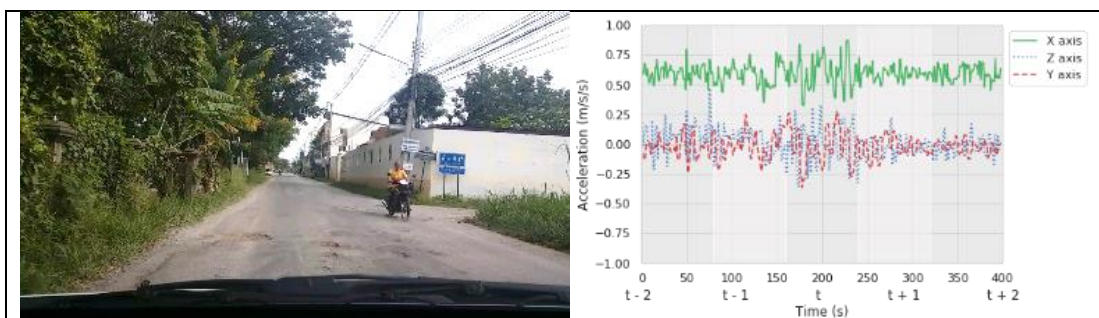 1.00
0.75
0.50
0.25
0.00
−0.25
−0.50
−0.75
−1.00
Acceleration (m/s/s)
0 50 100 150 200 250 300 350 400
t - 2 t - 1 t t + 1 t + 2
Time (s)
X axis
Z axis
Y axis